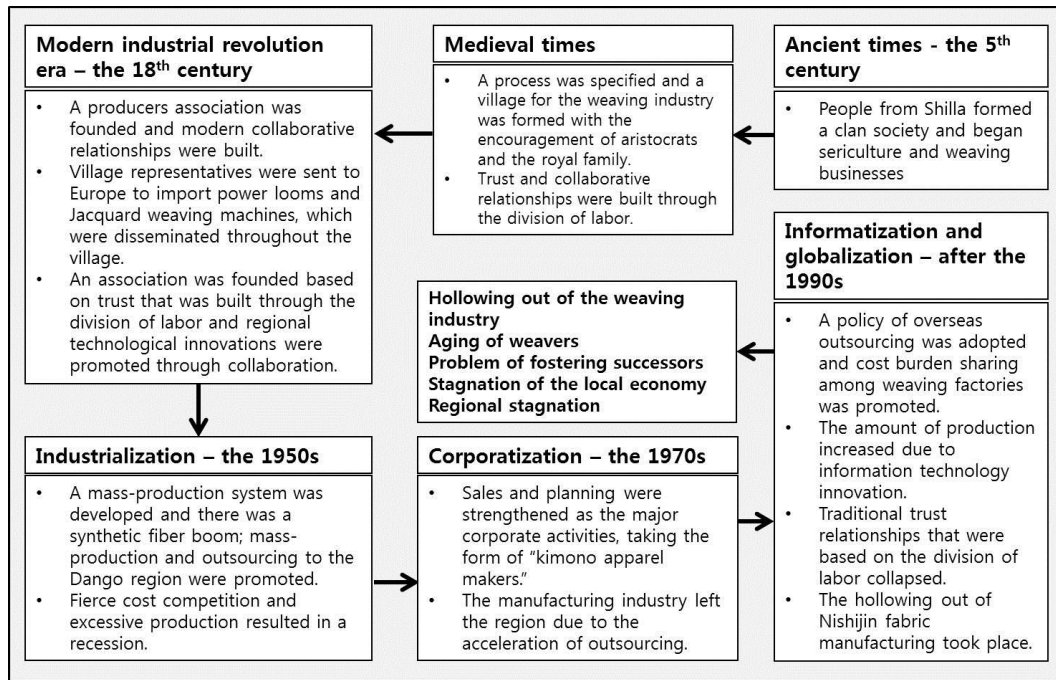 Modern industrial revolution
era – the 18th century
• A producers association was
founded and modern collaborative
relationships were built.
• Village representatives were sent to
Europe to import power looms and
Jacquard weaving machines, which
were disseminated throughout the
village.
• An association was founded based
on trust that was built through the
division of labor and regional
technological innovations were
promoted through collaboration.
Medieval times
• A process was specified and a
village for the weaving industry
was formed with the
encouragement of aristocrats
and the royal family.
• Trust and collaborative
relationships were built through
the division of labor.
Ancient times - the 5th
century
• People from Shilla formed
a clan society and began
sericulture and weaving
businesses
Hollowing out of the weaving
industry
Aging of weavers
Problem of fostering successors
Stagnation of the local economy
Regional stagnation
Informatization and
globalization – after the
1990s
• A policy of overseas
outsourcing was adopted
and cost burden sharing
among weaving factories
was promoted.
• The amount of production
increased due to
information technology
innovation.
• Traditional trust
relationships that were
based on the division of
labor collapsed.
• The hollowing out of
Nishijin fabric
manufacturing took place.
Industrialization – the 1950s
• A mass-production system was
developed and there was a
synthetic fiber boom; mass-
production and outsourcing to the
Dango region were promoted.
• Fierce cost competition and
excessive production resulted in a
recession.
Corporatization – the 1970s
• Sales and planning were
strengthened as the major
corporate activities, taking the
form of “kimono apparel
makers.”
• The manufacturing industry left
the region due to the
acceleration of outsourcing.